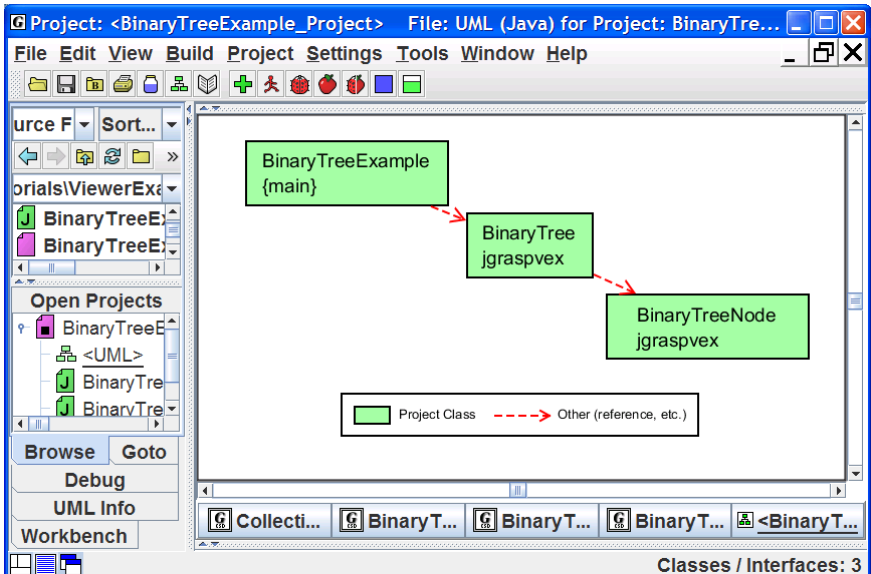 Project: <BinaryTreeExample_Project> File: UML (Java) for Project: BinaryTre...
File Edit View Build Project Settings Tools Window Help
urce F Sort...
orials\ViewerExa
BinaryTreeE
BinaryTreeE
Open Projects
BinaryTreeE
<UML>
BinaryTre
BinaryTre
Browse Goto
Debug
UML Info
Workbench
BinaryTreeExample
{main}
BinaryTree
jgraspvex
BinaryTreeNode
jgraspvex
Project Class Other (reference, etc.)
Collecti... BinaryT... BinaryT... BinaryT... <BinaryT...
Classes / Interfaces: 3